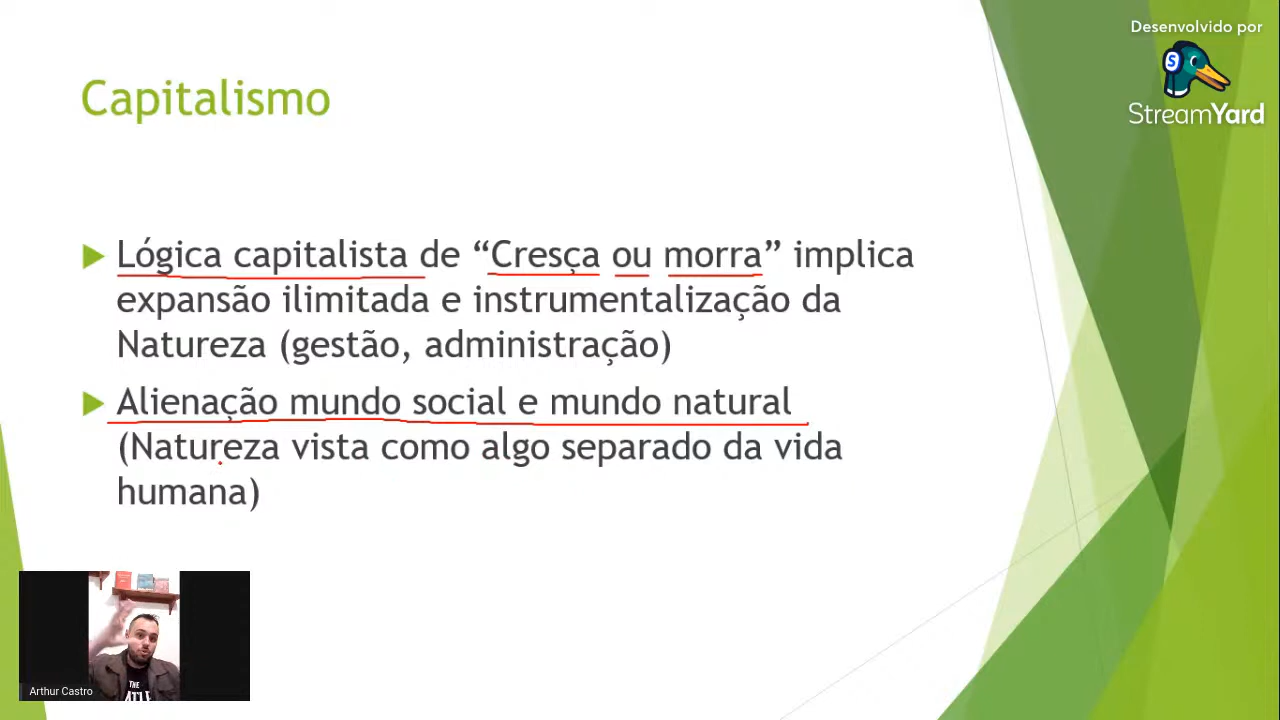 Desenvolvido por
StreamYard
Capitalismo
Lógica capitalista de “Cresça ou morra” implica
expansão ilimitada e instrumentalização da
Natureza (gestão, administração)
Alienação mundo social e mundo natural
(Natureza vista como algo separado da vida
humana)
THE
Arthur Castro